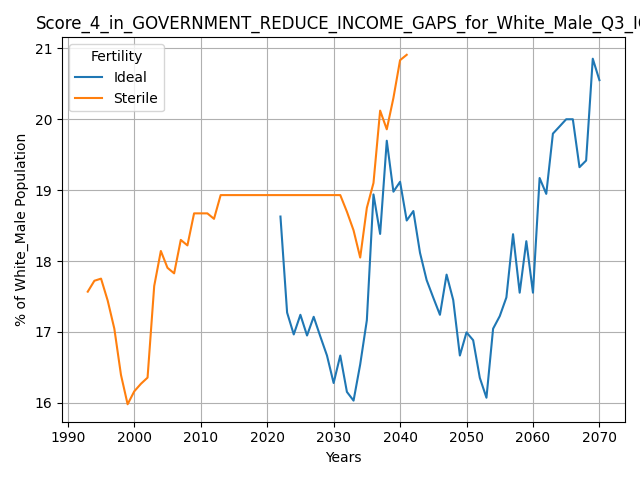 Score_4_in_GOVERNMENT_REDUCE_INCOME_GAPS_for_White_Male_Q3_I
Fertility
Ideal
Sterile
% of White_Male Population
21
20
19
18
17
16
1990
2000
2010
2020
2030
2040
2050
2060
2070
Years